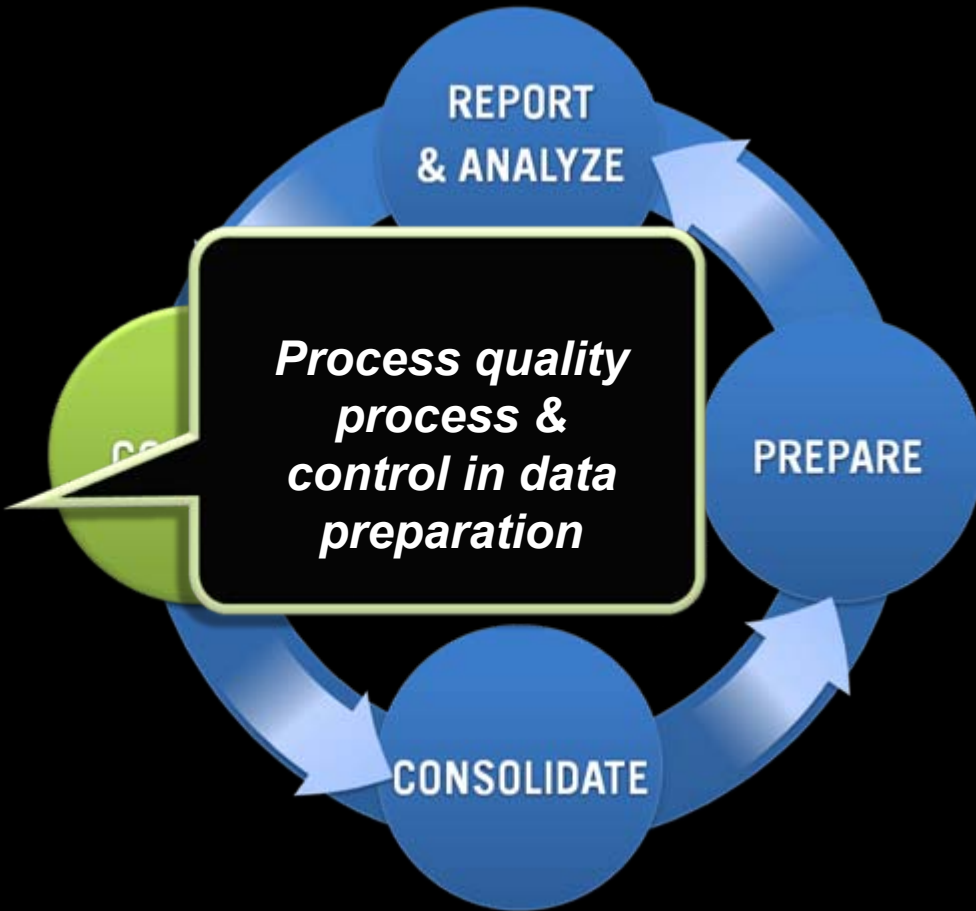 REPORT
& ANALYZE
Process quality
process &
control in data
preparation
PREPARE
CONSOLIDATE